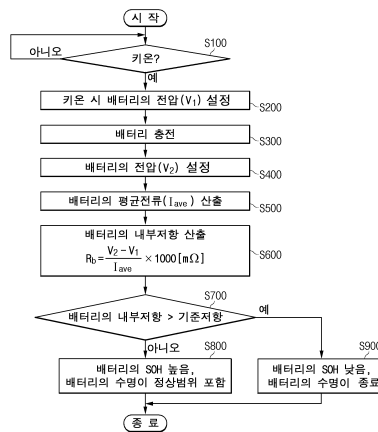 시 작
S100
키온?
아니오
예
키온 시 배터리의 전압(V₁) 설정
S200
배터리 충전
S300
배터리의 전압(V₂) 설정
S400
배터리의 평균전류(Iave) 산출
S500
배터리의 내부저항 산출
Rb = (V₂ - V₁) / Iave × 1000 [mΩ]
S600
S700
배터리의 내부저항 > 기준저항
예
아니오
S800
배터리의 SOH 높음,
배터리의 수명이 정상범위 포함
S900
배터리의 SOH 낮음,
배터리의 수명이 종료
종 료